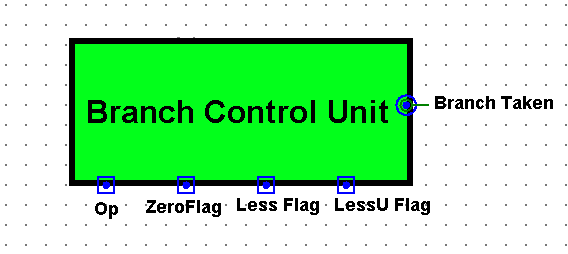 Branch Control Unit
Branch Taken
Op
ZeroFlag
Less Flag
LessU Flag